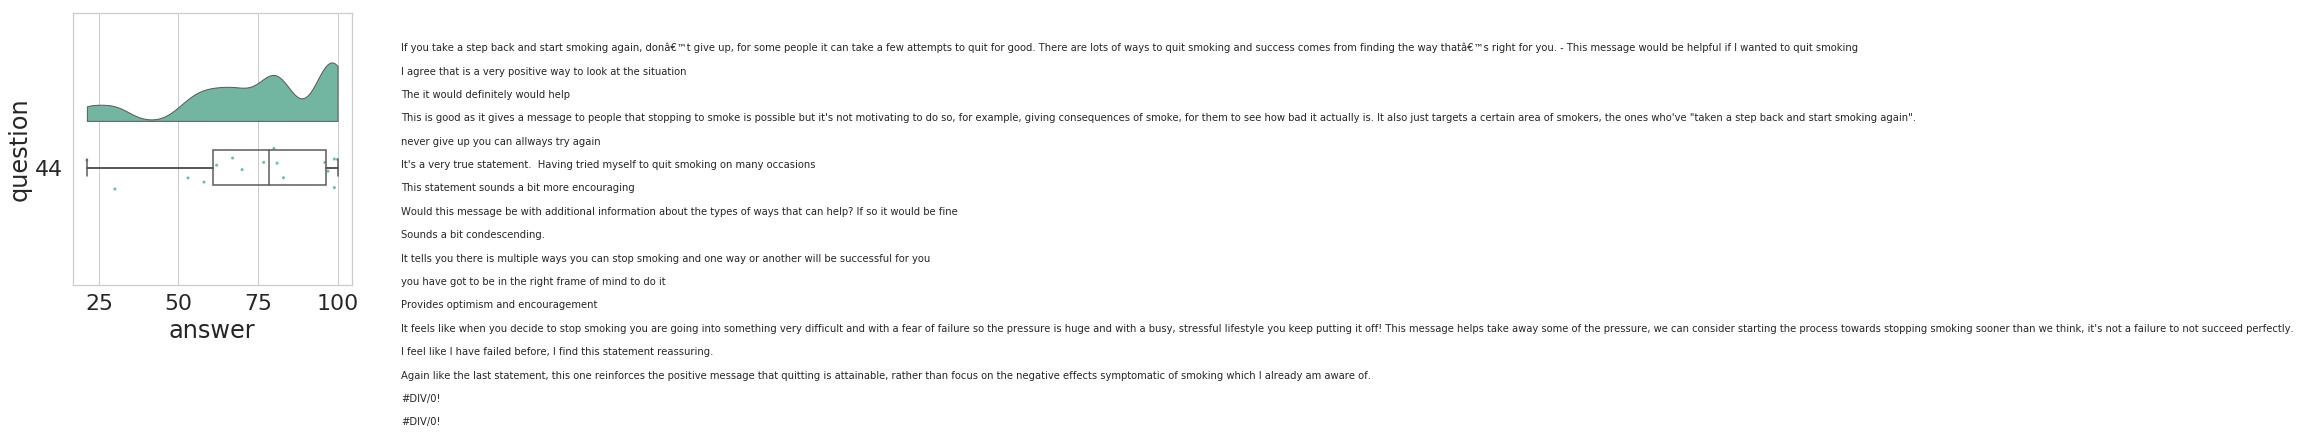 If you take a step back and start smoking again, donâ€™t give up, for some people it can take a few attempts to quit for good. There are lots of ways to quit smoking and success comes from finding the way thatâ€™s right for you. - This message would be helpful if I wanted to quit smoking
I agree that is a very positive way to look at the situation
The it would definitely would help
This is good as it gives a message to people that stopping to smoke is possible but it's not motivating to do so, for example, giving consequences of smoke, for them to see how bad it actually is. It also just targets a certain area of smokers, the ones who've "taken a step back and start smoking again".
never give up you can allways try again
It's a very true statement.  Having tried myself to quit smoking on many occasions
This statement sounds a bit more encouraging
Would this message be with additional information about the types of ways that can help? If so it would be fine
Sounds a bit condescending.
It tells you there is multiple ways you can stop smoking and one way or another will be successful for you
you have got to be in the right frame of mind to do it
Provides optimism and encouragement
It feels like when you decide to stop smoking you are going into something very difficult and with a fear of failure so the pressure is huge and with a busy, stressful lifestyle you keep putting it off! This message helps take away some of the pressure, we can consider starting the process towards stopping smoking sooner than we think, it's not a failure to not succeed perfectly.
I feel like I have failed before, I find this statement reassuring.
Again like the last statement, this one reinforces the positive message that quitting is attainable, rather than focus on the negative effects symptomatic of smoking which I already am aware of.
#DIV/0!
#DIV/0!
question
44
25 50 75 100
answer